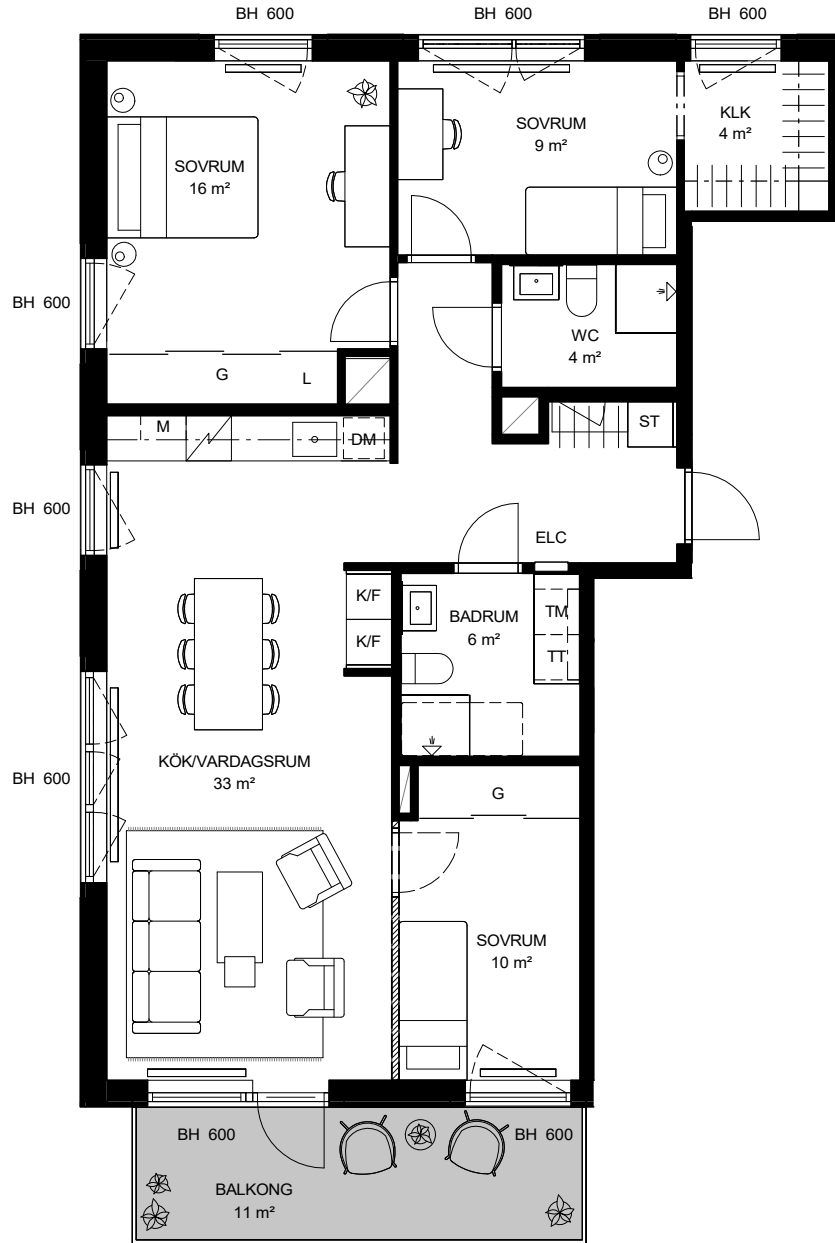 BH 600
BH 600
BH 600
SOVRUM
16 m²
SOVRUM
9 m²
KLK
4 m²
BH 600
WC
4 m²
G
L
M
DM
ST
BH 600
ELC
K/F
K/F
BADRUM
6 m²
TM
TT
KÖK/VARDAGSRUM
33 m²
BH 600
G
SOVRUM
10 m²
BH 600
BH 600
BALKONG
11 m²